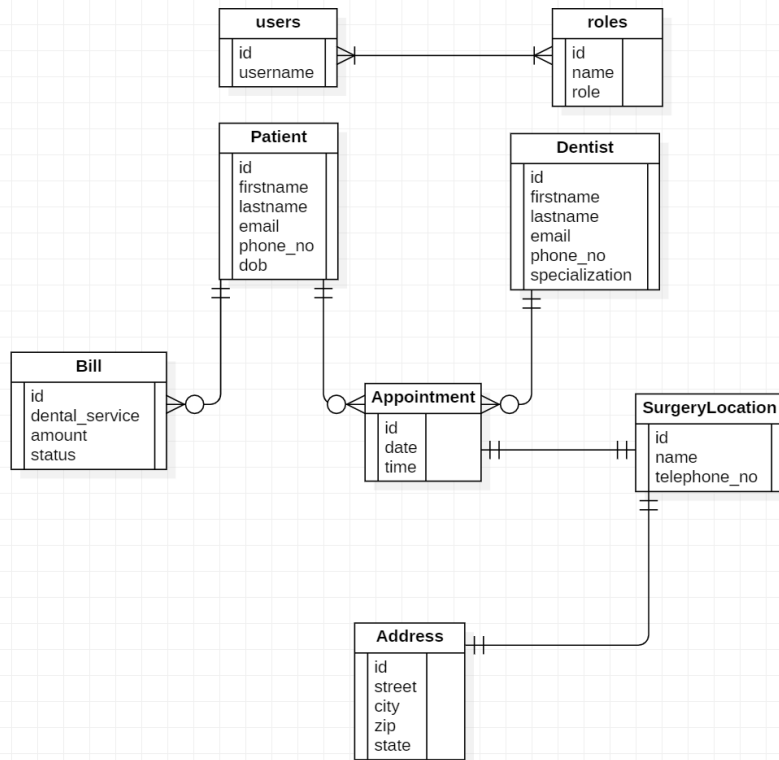 users
id
username
roles
id
name
role
Patient
id
firstname
lastname
email
phone_no
dob
Dentist
id
firstname
lastname
email
phone_no
specialization
Bill
id
dental_service
amount
status
Appointment
id
date
time
SurgeryLocation
id
name
telephone_no
Address
id
street
city
zip
state